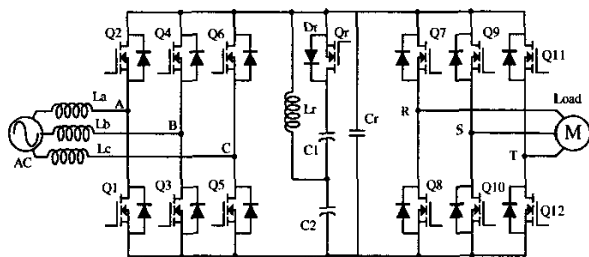 Q2 Q4 Q6 Dr Qr Q7 Q9 Q11
La A Lr R Load
Lb B Cr S M
AC Lc C C1 T
Q1 Q3 Q5 C2 Q8 Q10 Q12